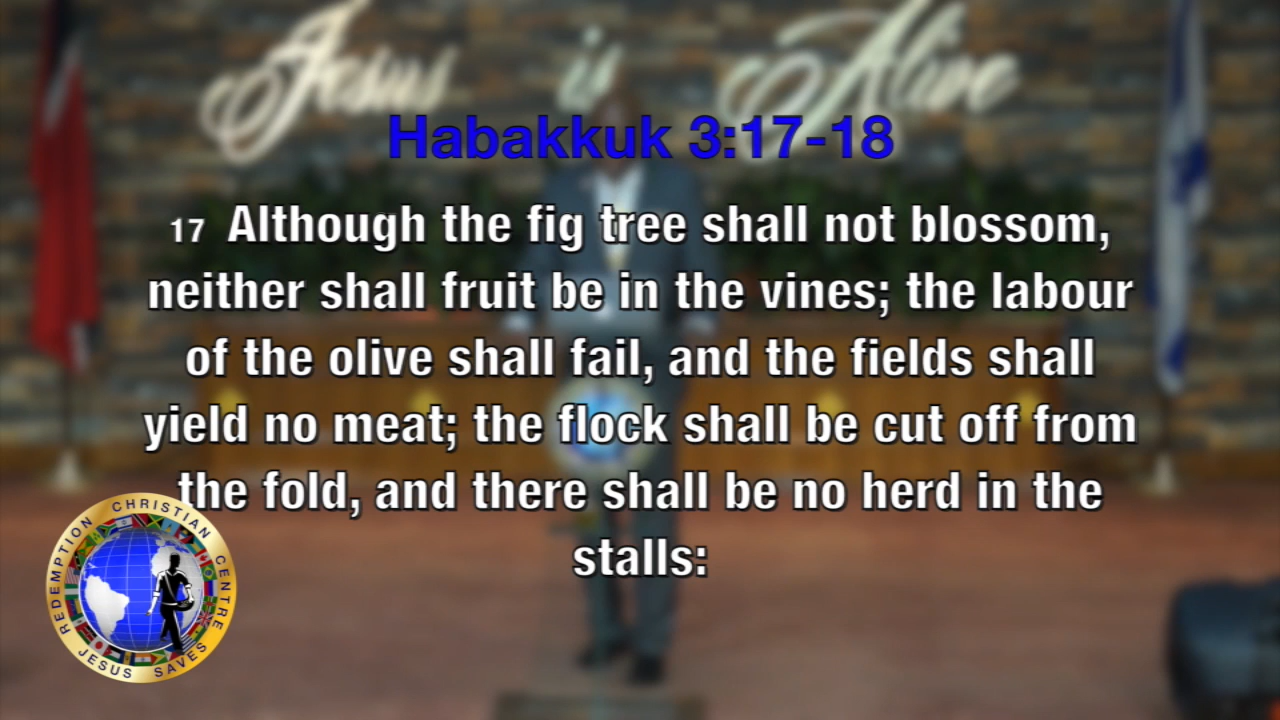 Jesus is Alive
Habakkuk 3:17-18
17 Although the fig tree shall not blossom,
neither shall fruit be in the vines; the labour
of the olive shall fail, and the fields shall
yield no meat; the flock shall be cut off from
the fold, and there shall be no herd in the
stalls:
REDEMPTION CHRISTIAN CENTRE
JESUS SAVES